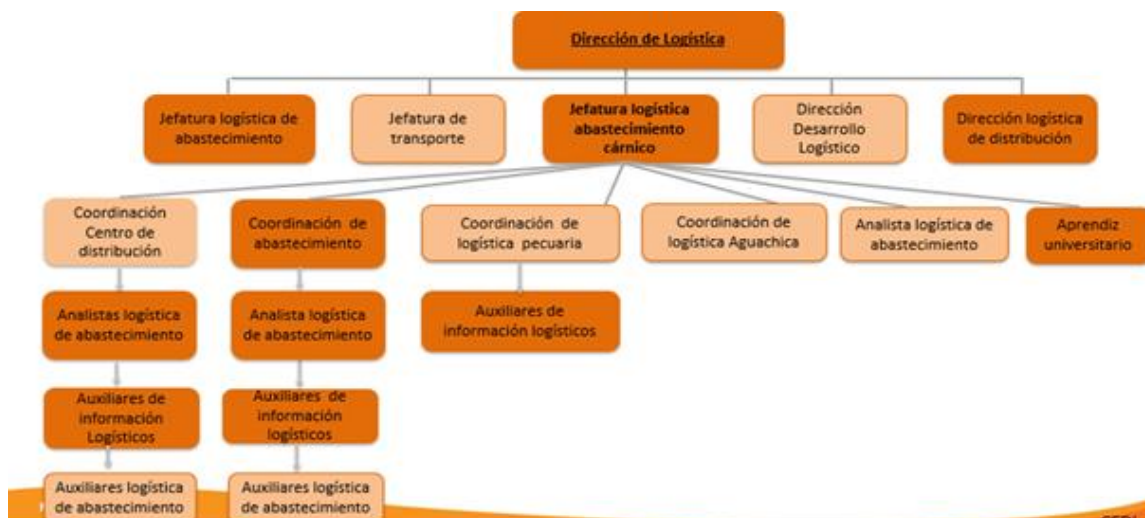 Dirección de Logística
Jefatura logística de
abastecimiento
Jefatura de
transporte
Jefatura logística
abastecimiento
cárnico
Dirección
Desarrollo
Logístico
Dirección logística
de distribución
Coordinación
Centro de
distribución
Coordinación de
abastecimiento
Coordinación de
logística pecuaria
Coordinación de
logística Aguachica
Analista logística de
abastecimiento
Aprendiz
universitario
Analistas logística
de abastecimiento
Analista logística
de abastecimiento
Auxiliares de
información logísticos
Auxiliares de
información
Logísticos
Auxiliares de
información
logísticos
Auxiliares logística
de abastecimiento
Auxiliares logística
de abastecimiento